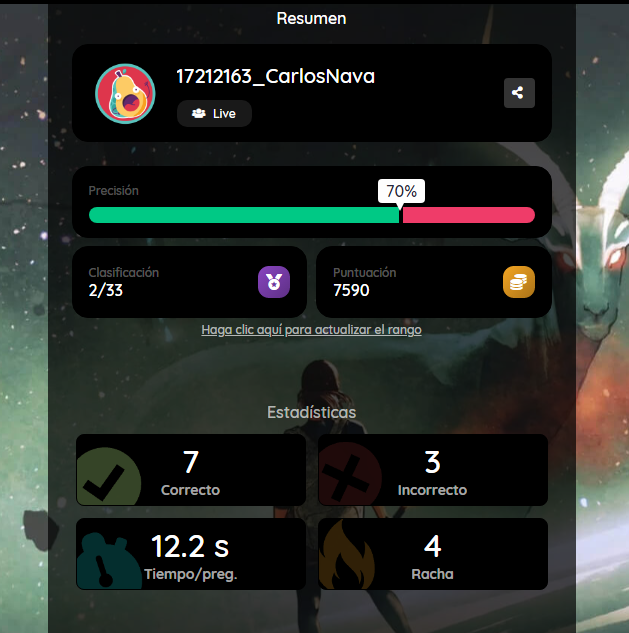 Resumen
17212163_CarlosNava
Live
Precisión
70%
Clasificación
2/33
Puntuación
7590
Haga clic aquí para actualizar el rango
Estadísticas
7
Correcto
3
Incorrecto
12.2 s
Tiempo/preg.
4
Racha